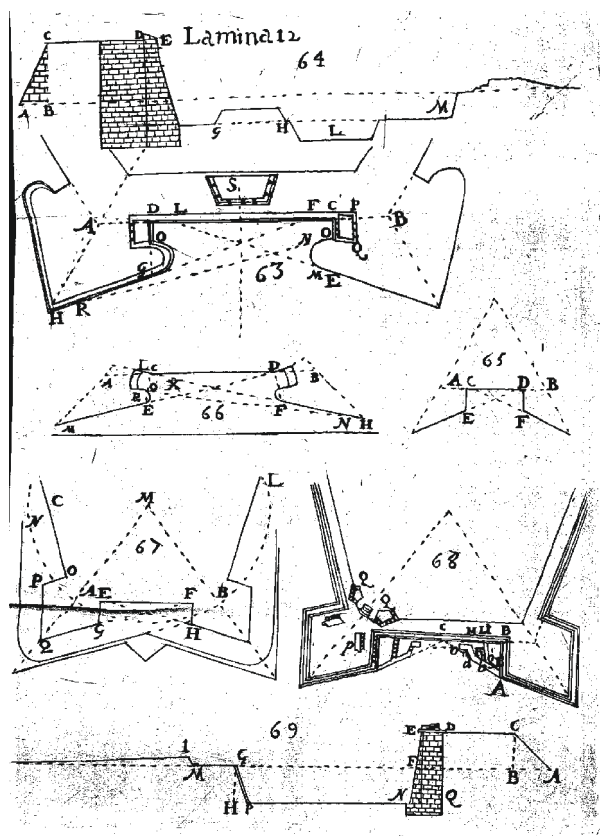 C D E Lamina 12
64
A B G H L M
S
A D L F C P B
O N O Q
G 63 M E
H R
L C D
A O K B
R
E F
66 N H
M
65
A C D B
E F
C L
M
N
67
P O A E F B
Q G H
68
Q Q
P C M L I B
A
69
I G E D C
M F B A
H P N Q